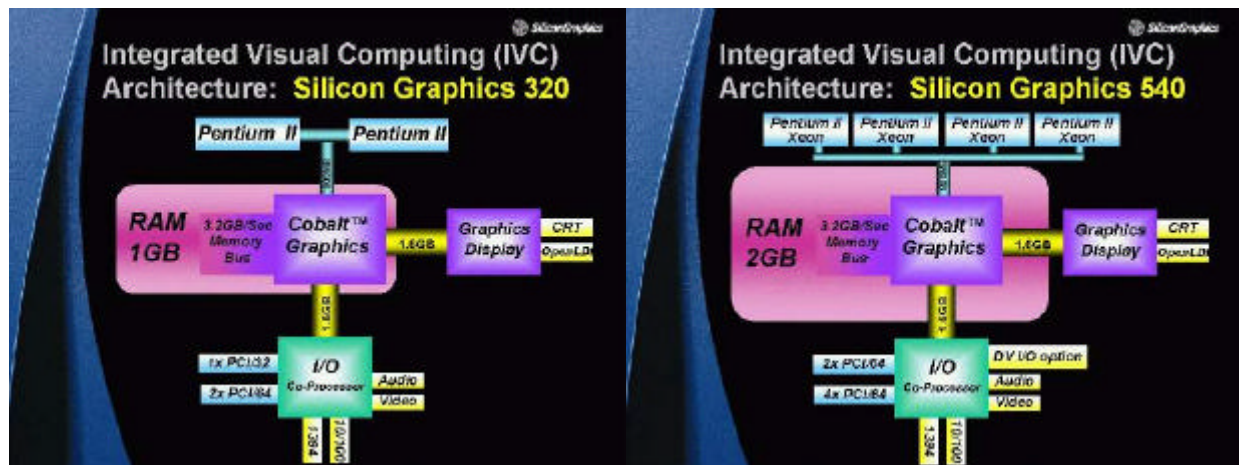 SiliconGraphics
Integrated Visual Computing (IVC)
Architecture: Silicon Graphics 320
Pentium II
Pentium II
RAM
1GB
3.2GB/Sec
Memory
Bus
Cobalt™
Graphics
1.6GB
Graphics
Display
CRT
1.6GB
1x PCI/32
2x PCI/64
I/O
Co-Processor
Audio
Video
1394
10/100
SiliconGraphics
Integrated Visual Computing (IVC)
Architecture: Silicon Graphics 540
Pentium II
Xeon
Pentium II
Xeon
Pentium II
Xeon
Pentium II
Xeon
RAM
2GB
3.2GB/Sec
Memory
Bus
Cobalt™
Graphics
1.6GB
Graphics
Display
CRT
1.6GB
2x PCI/64
4x PCI/64
I/O
Co-Processor
DV I/O option
Audio
Video
1394
10/100